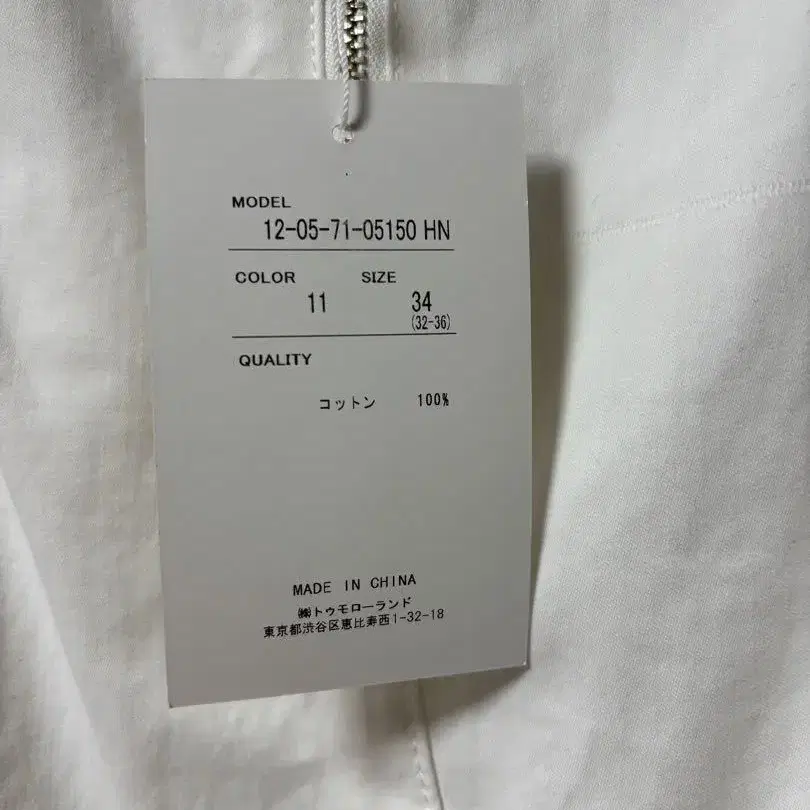 MODEL
12-05-71-05150 HN
COLOR SIZE
11 34
(32-36)
QUALITY
コットン 100%
MADE IN CHINA
㈱トゥモローランド
東京都渋谷区恵比寿西1-32-18